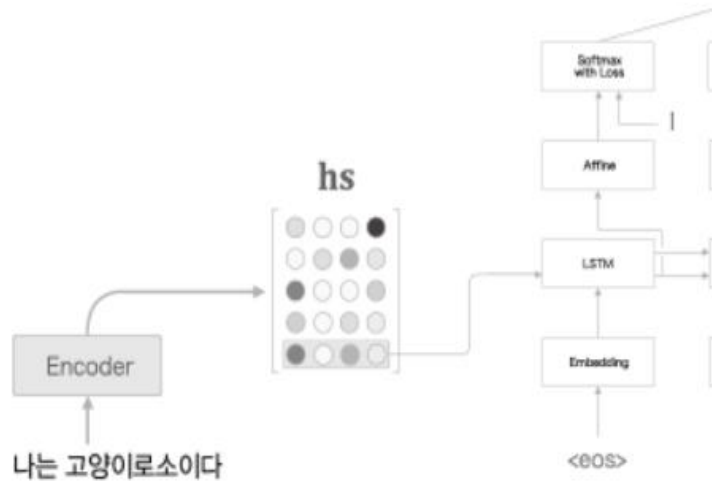 Softmax
with Loss
I
Affine
hs
LSTM
Encoder
Embedding
나는 고양이로소이다
<eos>